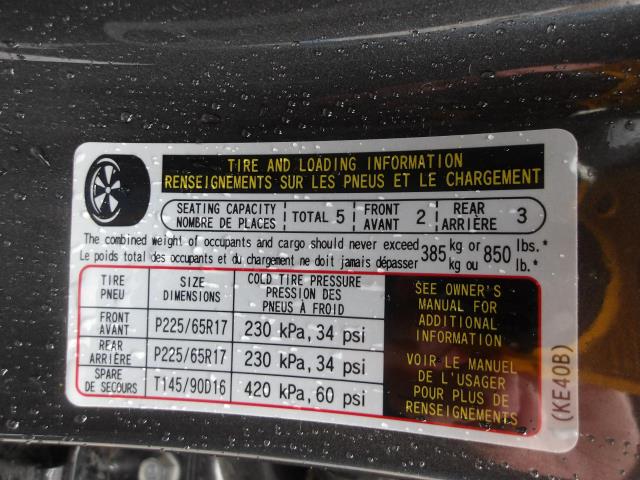 TIRE AND LOADING INFORMATION
RENSEIGNEMENTS SUR LES PNEUS ET LE CHARGEMENT
SEATING CAPACITY
NOMBRE DE PLACES
TOTAL 5
FRONT
AVANT 2
REAR
ARRIÈRE 3
The combined weight of occupants and cargo should never exceed 385 kg or 850 lbs.*
Le poids total des occupants et du chargement ne doit jamais dépasser kg ou lb.*
TIRE
PNEU
SIZE
DIMENSIONS
COLD TIRE PRESSURE
PRESSION DES
PNEUS À FROID
FRONT
AVANT
P225/65R17
230 kPa, 34 psi
REAR
ARRIÈRE
P225/65R17
230 kPa, 34 psi
SPARE
DE SECOURS
T145/90D16
420 kPa, 60 psi
SEE OWNER'S
MANUAL FOR
ADDITIONAL
INFORMATION
VOIR LE MANUEL
DE L'USAGER
POUR PLUS DE
RENSEIGNEMENTS
(KE40B)